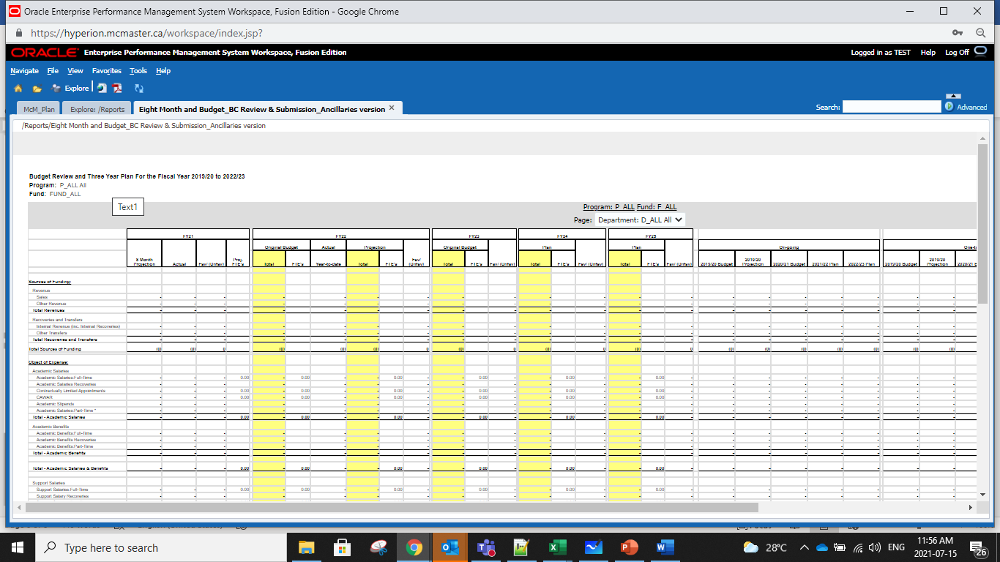 Oracle Enterprise Performance Management System Workspace, Fusion Edition - Google Chrome
https://hyperion.mcmaster.ca/workspace/index.jsp?
ORACLE Enterprise Performance Management System Workspace, Fusion Edition
Logged in as TEST Help Log Off
Navigate File View Favorites Tools Help
Explore
McM_Plan Explore: /Reports Eight Month and Budget_BC Review & Submission_Ancillaries version
Search: Advanced
/Reports/Eight Month and Budget_BC Review & Submission_Ancillaries version
Budget Review and Three Year Plan For the Fiscal Year 2019/20 to 2022/23
Program: P_ALL All
Fund: FUND_ALL
Text1
Program: P_ALL Fund: F_ALL
Page: Department: D_ALL All
FY21 FY22 FY23 FY24 FY25
Original Budget Actual Projection Original Budget Plan Plan On-going
8 Month Projection Actual Fav/ (Unfav) Proj. FTE's Total FTE's Year-to-date Total FTE's Fav/ (Unfav) Total FTE's Fav/ (Unfav) Total FTE's Fav/ (Unfav) Total FTE's Fav/ (Unfav) 2019/20 Budget 2019/20 Projection 2020/21 Budget 2021/22 Plan 2022/23 Plan 2019/20 Budget 2019/20 Projection
Sources of Funding:
Revenue
Sales
Other Revenue
Total Revenues
Recoveries and Transfers
Internal Revenue (inc. Internal Recoveries)
Other Transfers
Total Recoveries and Transfers
Total Sources of Funding (0) (0) 0 (0) (0) (0) 0 (0) 0 (0) 0 (0) 0 (0) (0) (0) (0) (0) (0) (0)
Object of Expense:
Academic Salaries
Academic Salaries:Full-Time 0.00 0.00 0.00 0.00 0.00 0.00
Academic Salaries Recoveries
Contractually Limited Appointments 0.00 0.00 0.00 0.00 0.00 0.00
CAWAR 0.00 0.00 0.00 0.00 0.00 0.00
Academic Stipends
Academic Salaries:Part-Time *
Total - Academic Salaries 0.00 0.00 0.00 0.00 0.00 0.00
Academic Benefits
Academic Benefits:Full-Time
Academic Benefits Recoveries
Academic Benefits:Part-Time
Total - Academic Benefits
Total - Academic Salaries & Benefits 0.00 0.00 0.00 0.00 0.00 0.00
Support Salaries
Support Salaries:Full-Time 0.00 0.00 0.00 0.00 0.00 0.00
Support Salary Recoveries
Type here to search
28°C ENG 11:56 AM
2021-07-15
26